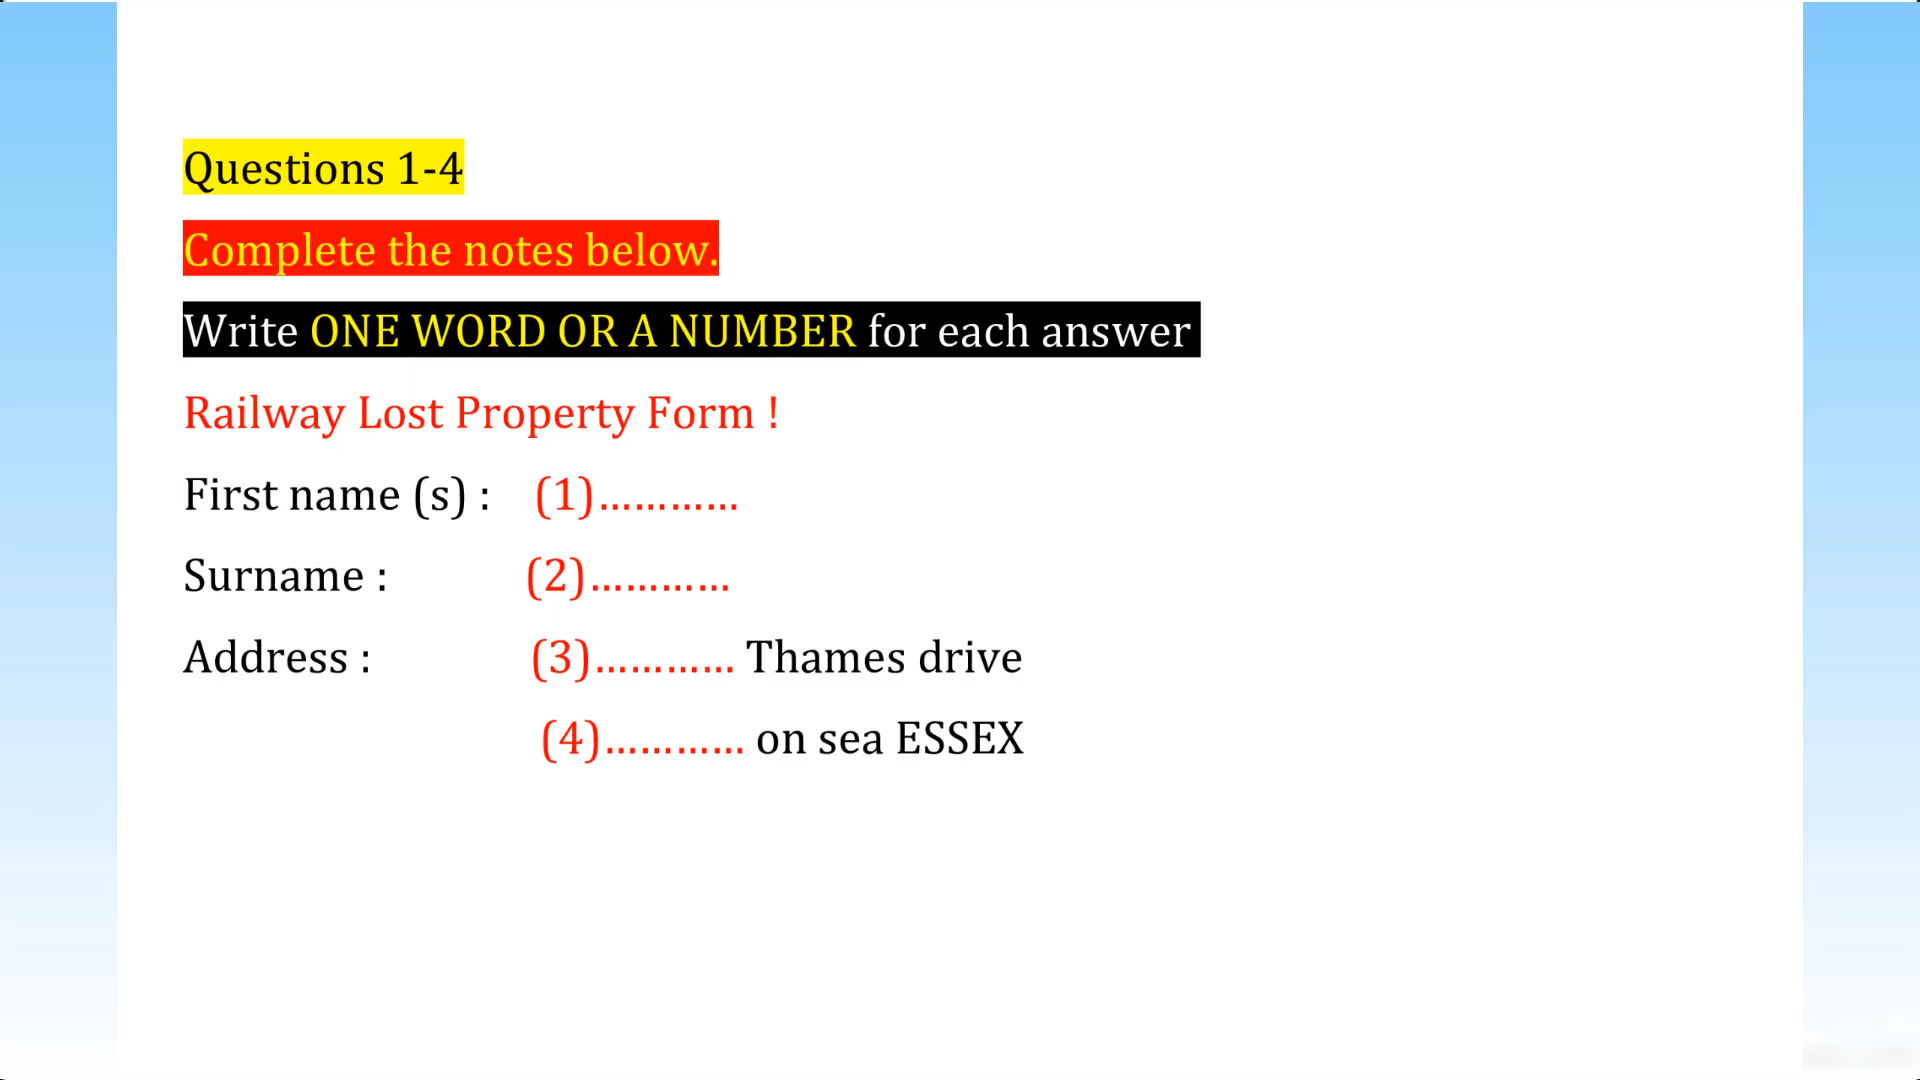 Questions 1-4
Complete the notes below.
Write ONE WORD OR A NUMBER for each answer
Railway Lost Property Form !
First name (s) : (1)............
Surname : (2)............
Address : (3)............ Thames drive
(4)............ on sea ESSEX